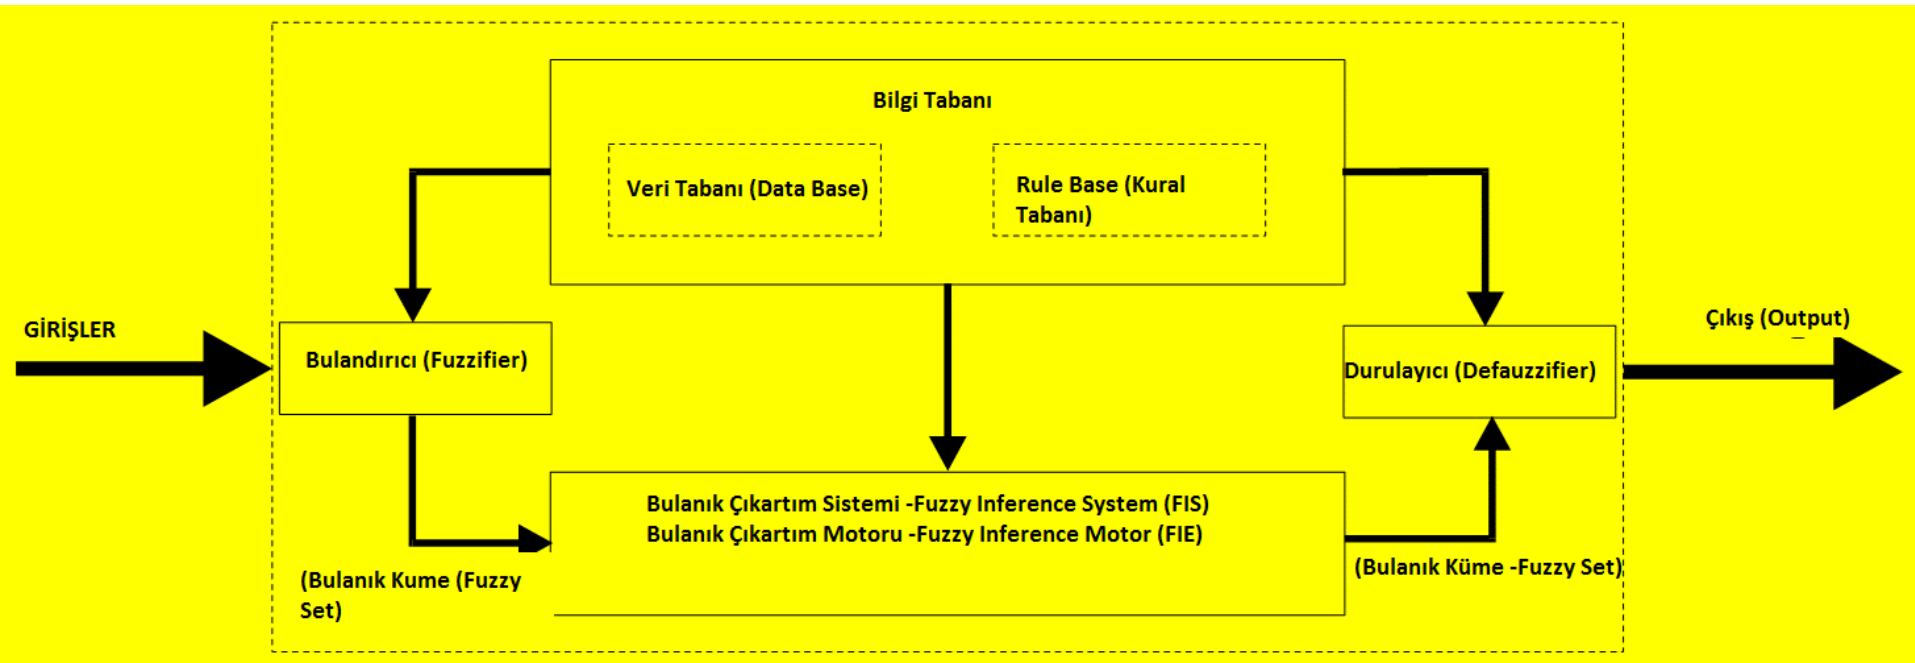 Bilgi Tabanı
Veri Tabanı (Data Base)
Rule Base (Kural
Tabanı)
GİRİŞLER
Bulandırıcı (Fuzzifier)
Durulayıcı (Defauzzifier)
Çıkış (Output)
Bulanık Çıkartım Sistemi -Fuzzy Inference System (FIS)
Bulanık Çıkartım Motoru -Fuzzy Inference Motor (FIE)
(Bulanık Kume (Fuzzy
Set)
(Bulanık Küme -Fuzzy Set)